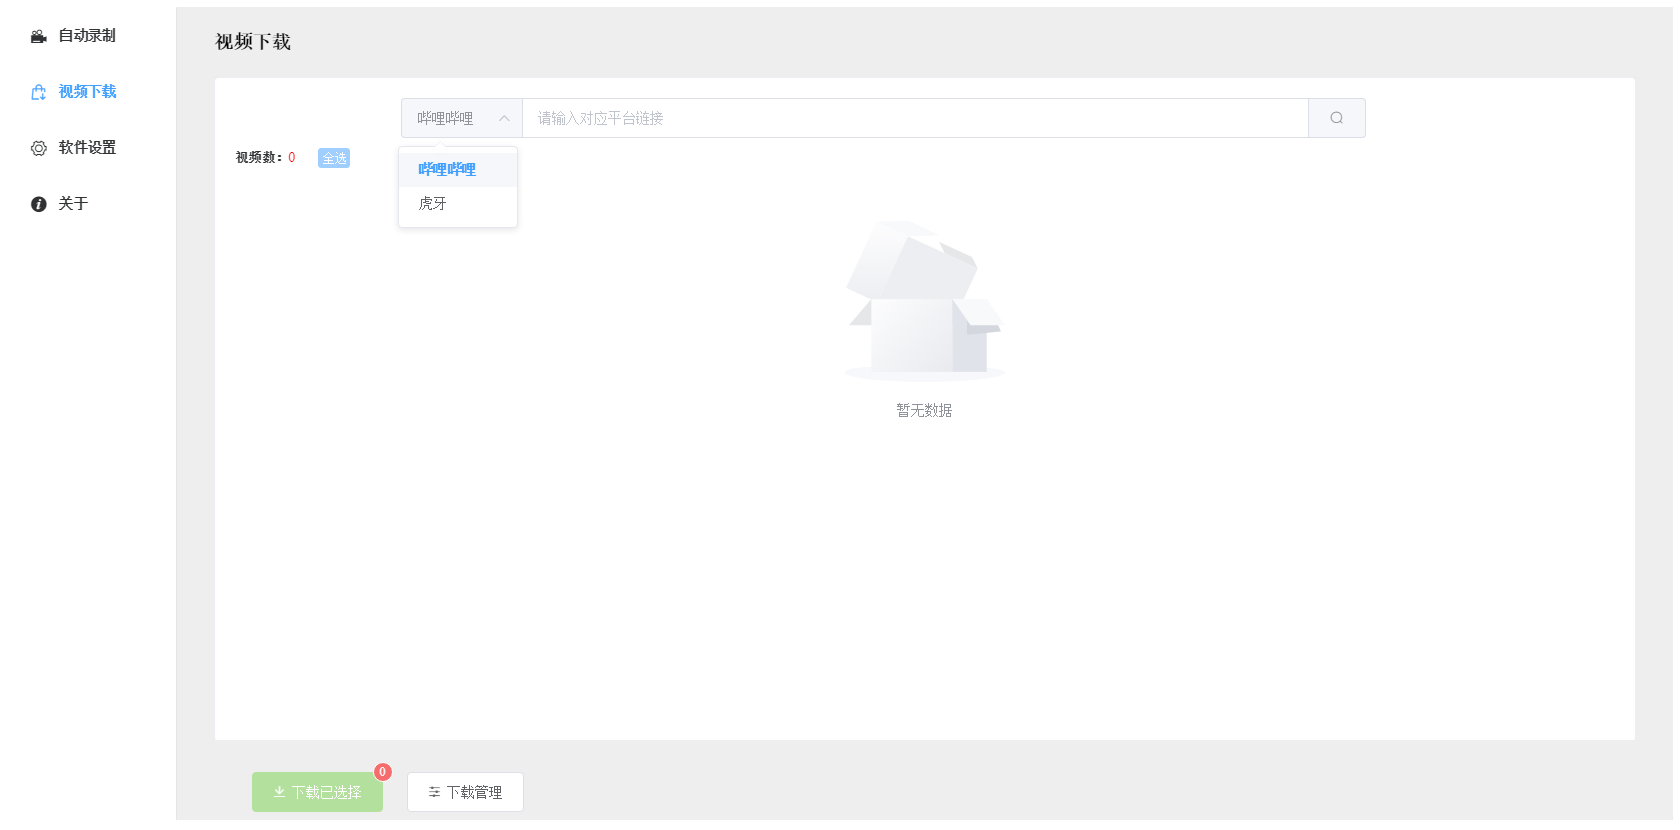 自动录制
视频下载
软件设置
关于
视频下载
哔哩哔哩
请输入对应平台链接
视频数：0
全选
哔哩哔哩
虎牙
暂无数据
下载已选择
0
下载管理